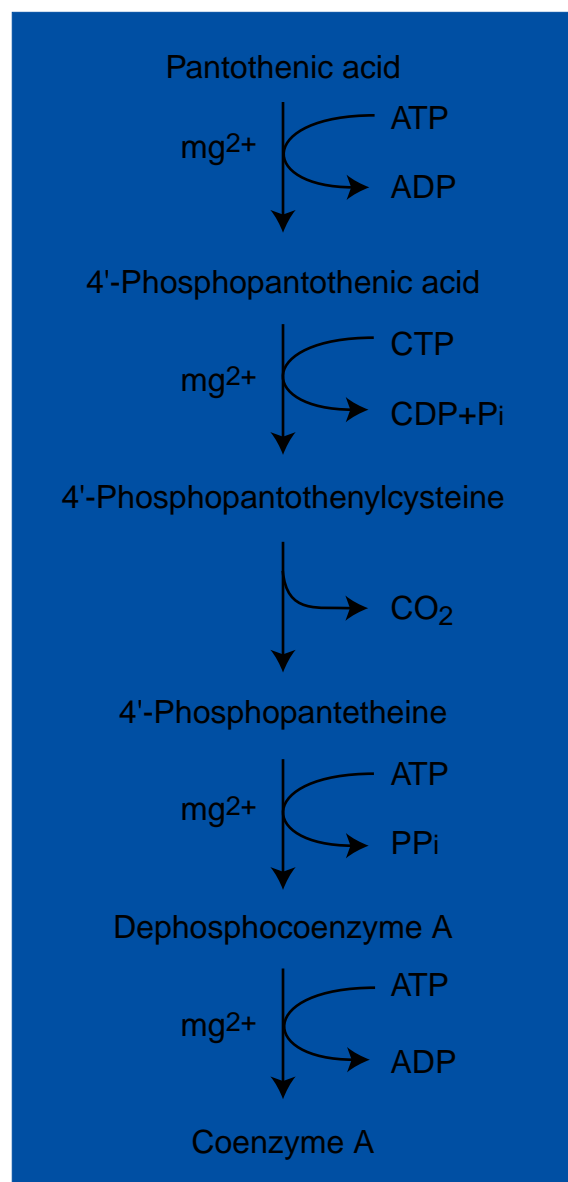 Pantothenic acid
ATP
mg2+
ADP
4'-Phosphopantothenic acid
CTP
mg2+
CDP+Pi
4'-Phosphopantothenylcysteine
CO2
4'-Phosphopantetheine
ATP
mg2+
PPi
Dephosphocoenzyme A
ATP
mg2+
ADP
Coenzyme A